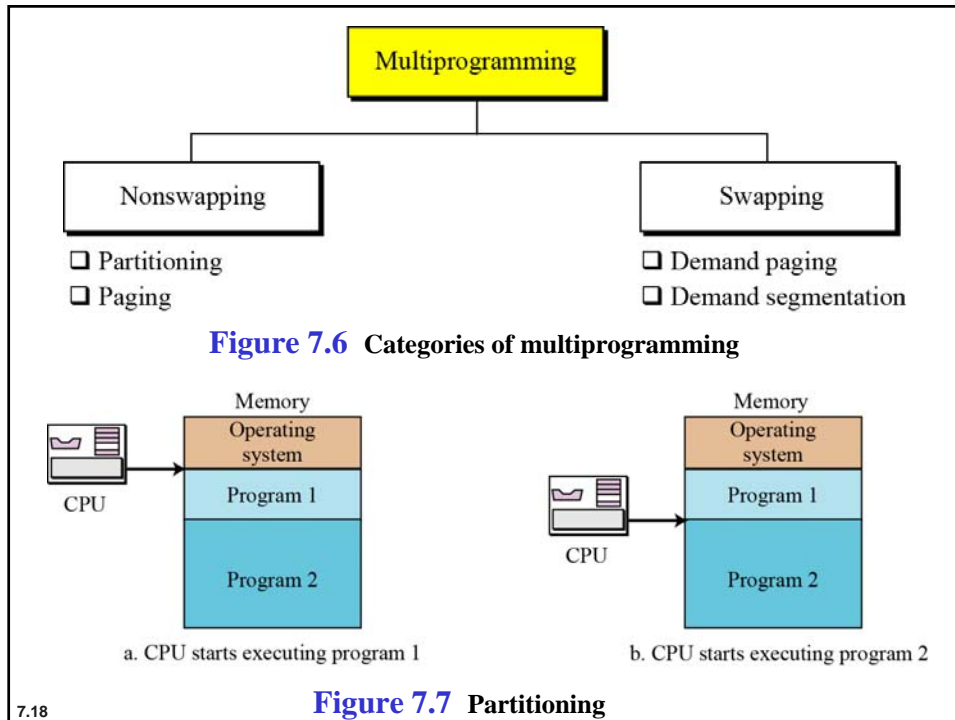 Multiprogramming
Nonswapping
Swapping
❑ Partitioning
❑ Paging
❑ Demand paging
❑ Demand segmentation
Figure 7.6 Categories of multiprogramming
Memory
Operating
system
Program 1
Program 2
CPU
a. CPU starts executing program 1
Memory
Operating
system
Program 1
Program 2
CPU
b. CPU starts executing program 2
Figure 7.7 Partitioning
7.18